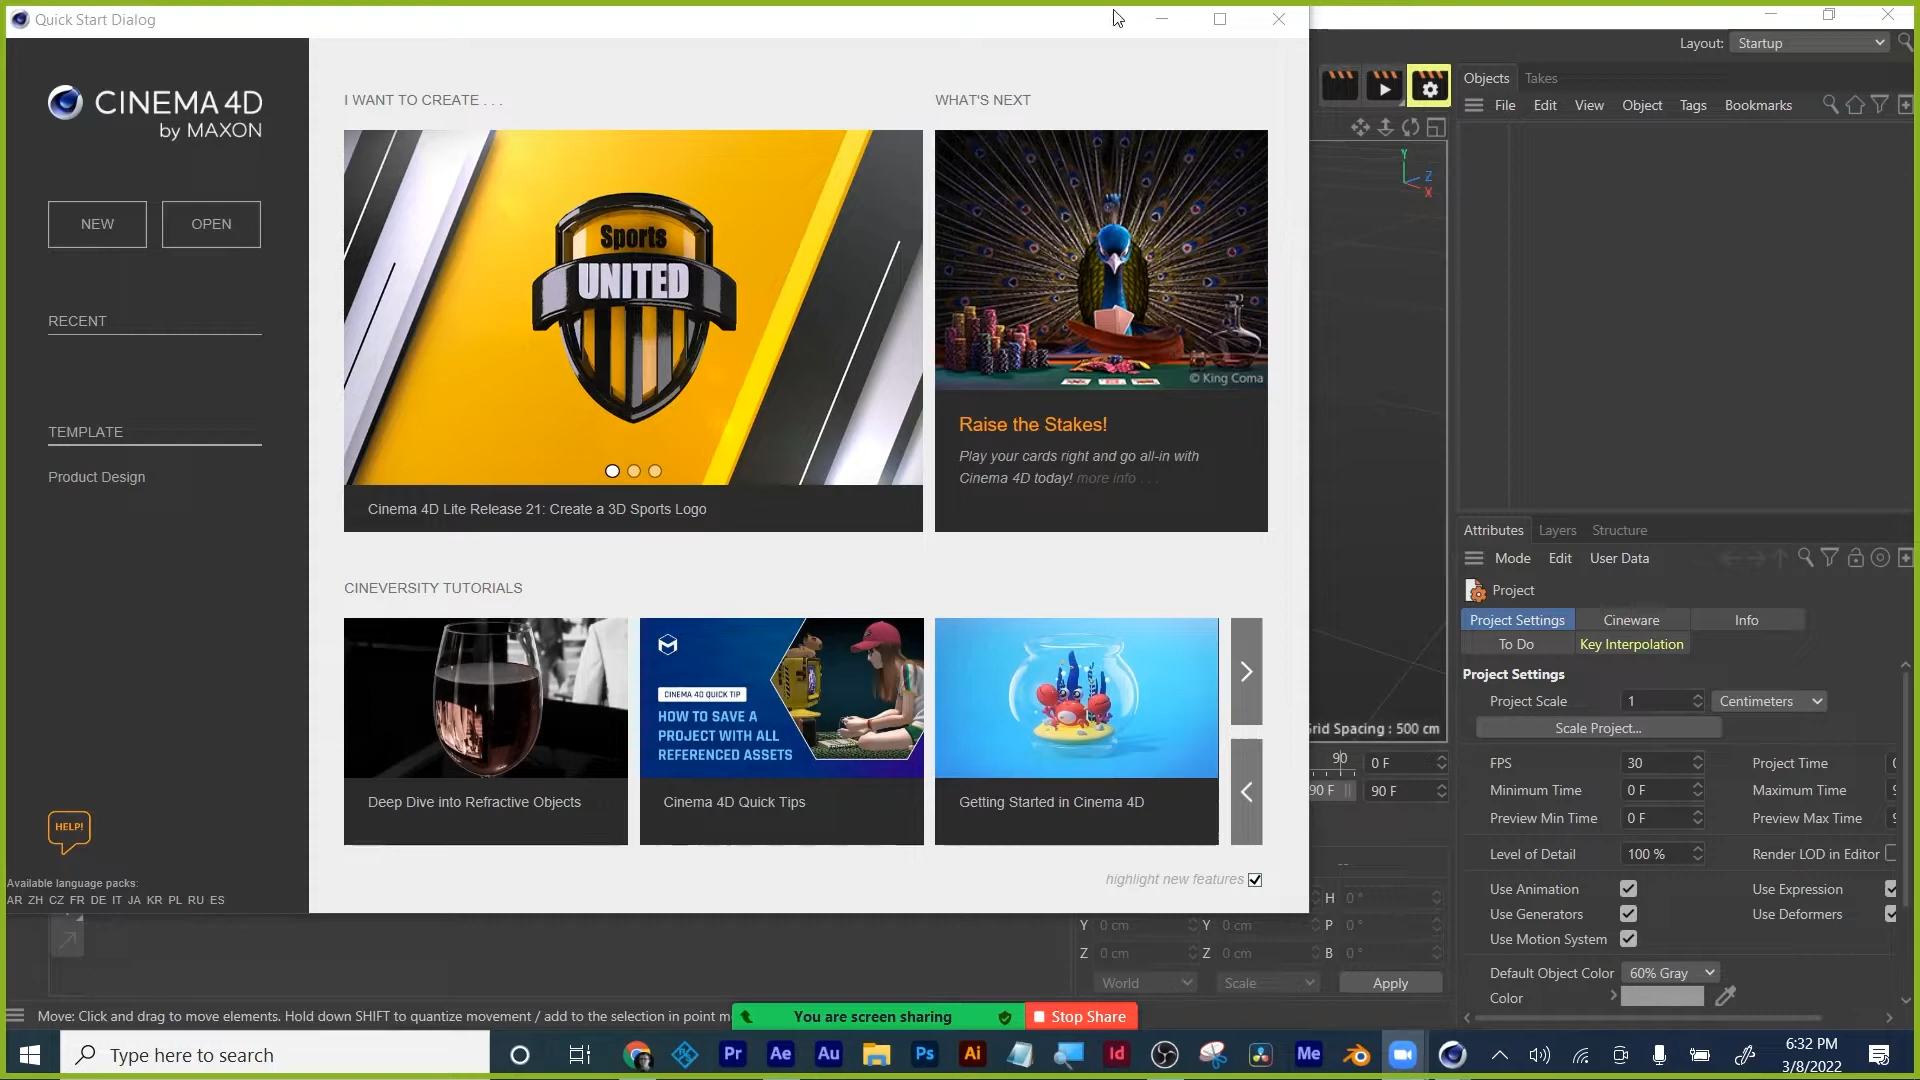 Quick Start Dialog
CINEMA 4D
by MAXON
NEW
OPEN
RECENT
TEMPLATE
Product Design
HELP!
Available language packs:
AR ZH CZ FR DE IT JA KR PL RU ES
I WANT TO CREATE . . .
Sports
UNITED
Cinema 4D Lite Release 21: Create a 3D Sports Logo
WHAT'S NEXT
© King Coma
Raise the Stakes!
Play your cards right and go all-in with
Cinema 4D today! more info . . .
CINEVERSITY TUTORIALS
Deep Dive into Refractive Objects
CINEMA 4D QUICK TIP
HOW TO SAVE A
PROJECT WITH ALL
REFERENCED ASSETS
Cinema 4D Quick Tips
Getting Started in Cinema 4D
highlight new features
Layout: Startup
Objects Takes
File Edit View Object Tags Bookmarks
Y
Z
X
Grid Spacing : 500 cm
90 0 F
90 F 90 F
Attributes Layers Structure
Mode Edit User Data
Project
Project Settings Cineware Info
To Do Key Interpolation
Project Settings
Project Scale 1 Centimeters
Scale Project...
FPS 30 Project Time
Minimum Time 0 F Maximum Time
Preview Min Time 0 F Preview Max Time
Level of Detail 100 % Render LOD in Editor
Use Animation Use Expression
Use Generators Use Deformers
Use Motion System
Default Object Color 60% Gray
Color
--
H 0 °
Y 0 cm Y 0 cm P 0 °
Z 0 cm Z 0 cm B 0 °
World Scale Apply
Move: Click and drag to move elements. Hold down SHIFT to quantize movement / add to the selection in point m
You are screen sharing Stop Share
Type here to search
Pr Ae Au Ps Ai Id Me
6:32 PM
3/8/2022